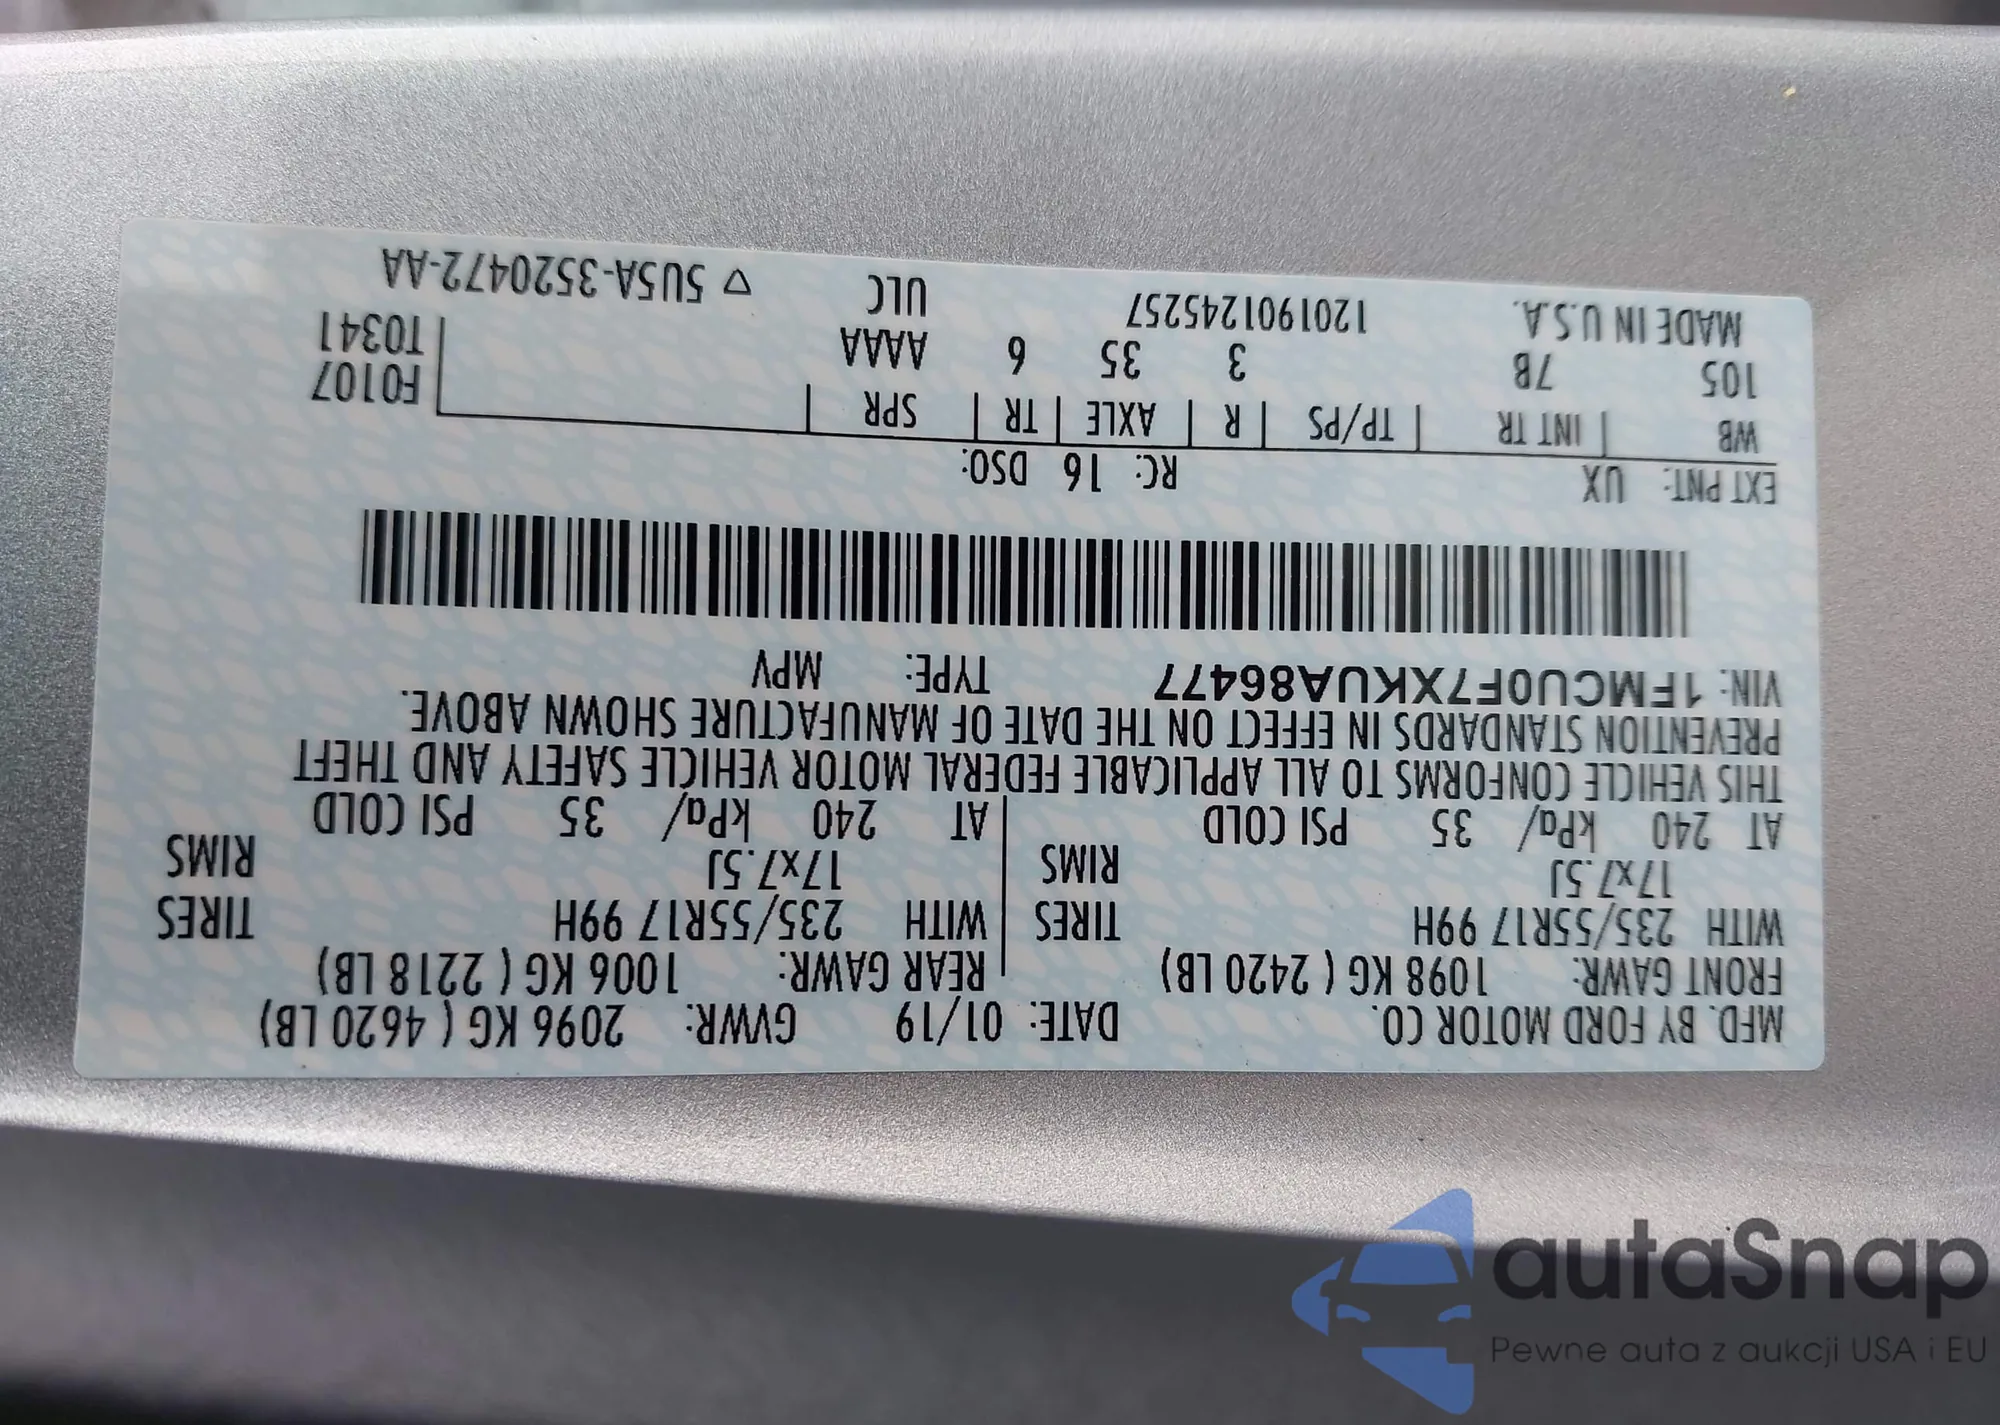 MFD. BY FORD MOTOR CO. DATE: 01/19 GVWR: 2096 KG ( 4620 LB)
FRONT GAWR: 1098 KG ( 2420 LB) REAR GAWR: 1006 KG ( 2218 LB)
WITH 235/55R17 99H TIRES WITH 235/55R17 99H TIRES
17x7.5J RIMS 17x7.5J RIMS
AT 240 kPa/ 35 PSI COLD AT 240 kPa/ 35 PSI COLD
THIS VEHICLE CONFORMS TO ALL APPLICABLE FEDERAL MOTOR VEHICLE SAFETY AND THEFT
PREVENTION STANDARDS IN EFFECT ON THE DATE OF MANUFACTURE SHOWN ABOVE.
VIN: 1FMCU0F7XKUA86477 TYPE: MPV
EXT PNT: UX RC: 16 DSO:
WB | INT TR | TP/PS | R | AXLE | TR | SPR | F0107
105 7B 3 35 6 AAAA T0341
MADE IN U.S.A. 1201901245257 ULC ▽ 5U5A-3520472-AA
autaSnap
Pewne auta z aukcji USA i EU